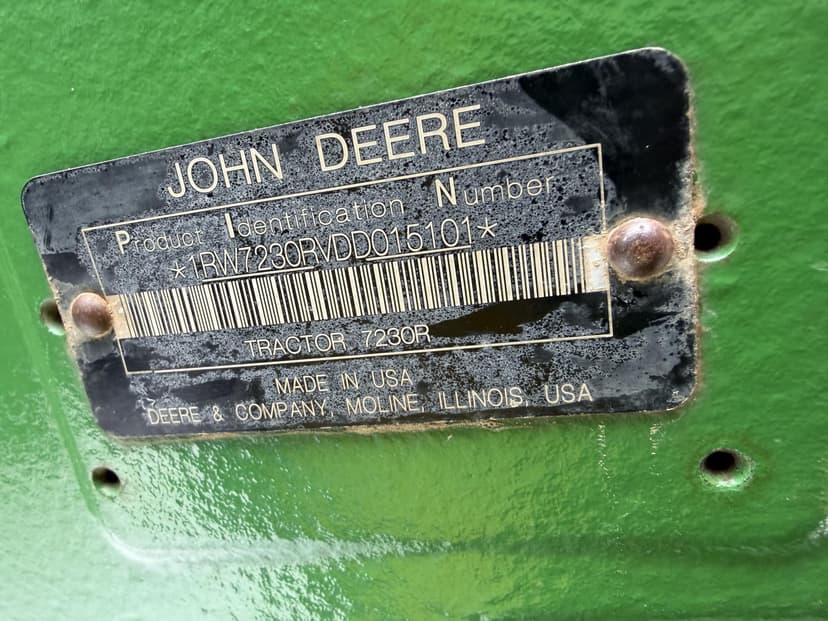 JOHN DEERE
Product Identification Number
*1RW7230RVDD015101*
TRACTOR 7230R
MADE IN USA
DEERE & COMPANY, MOLINE, ILLINOIS, USA